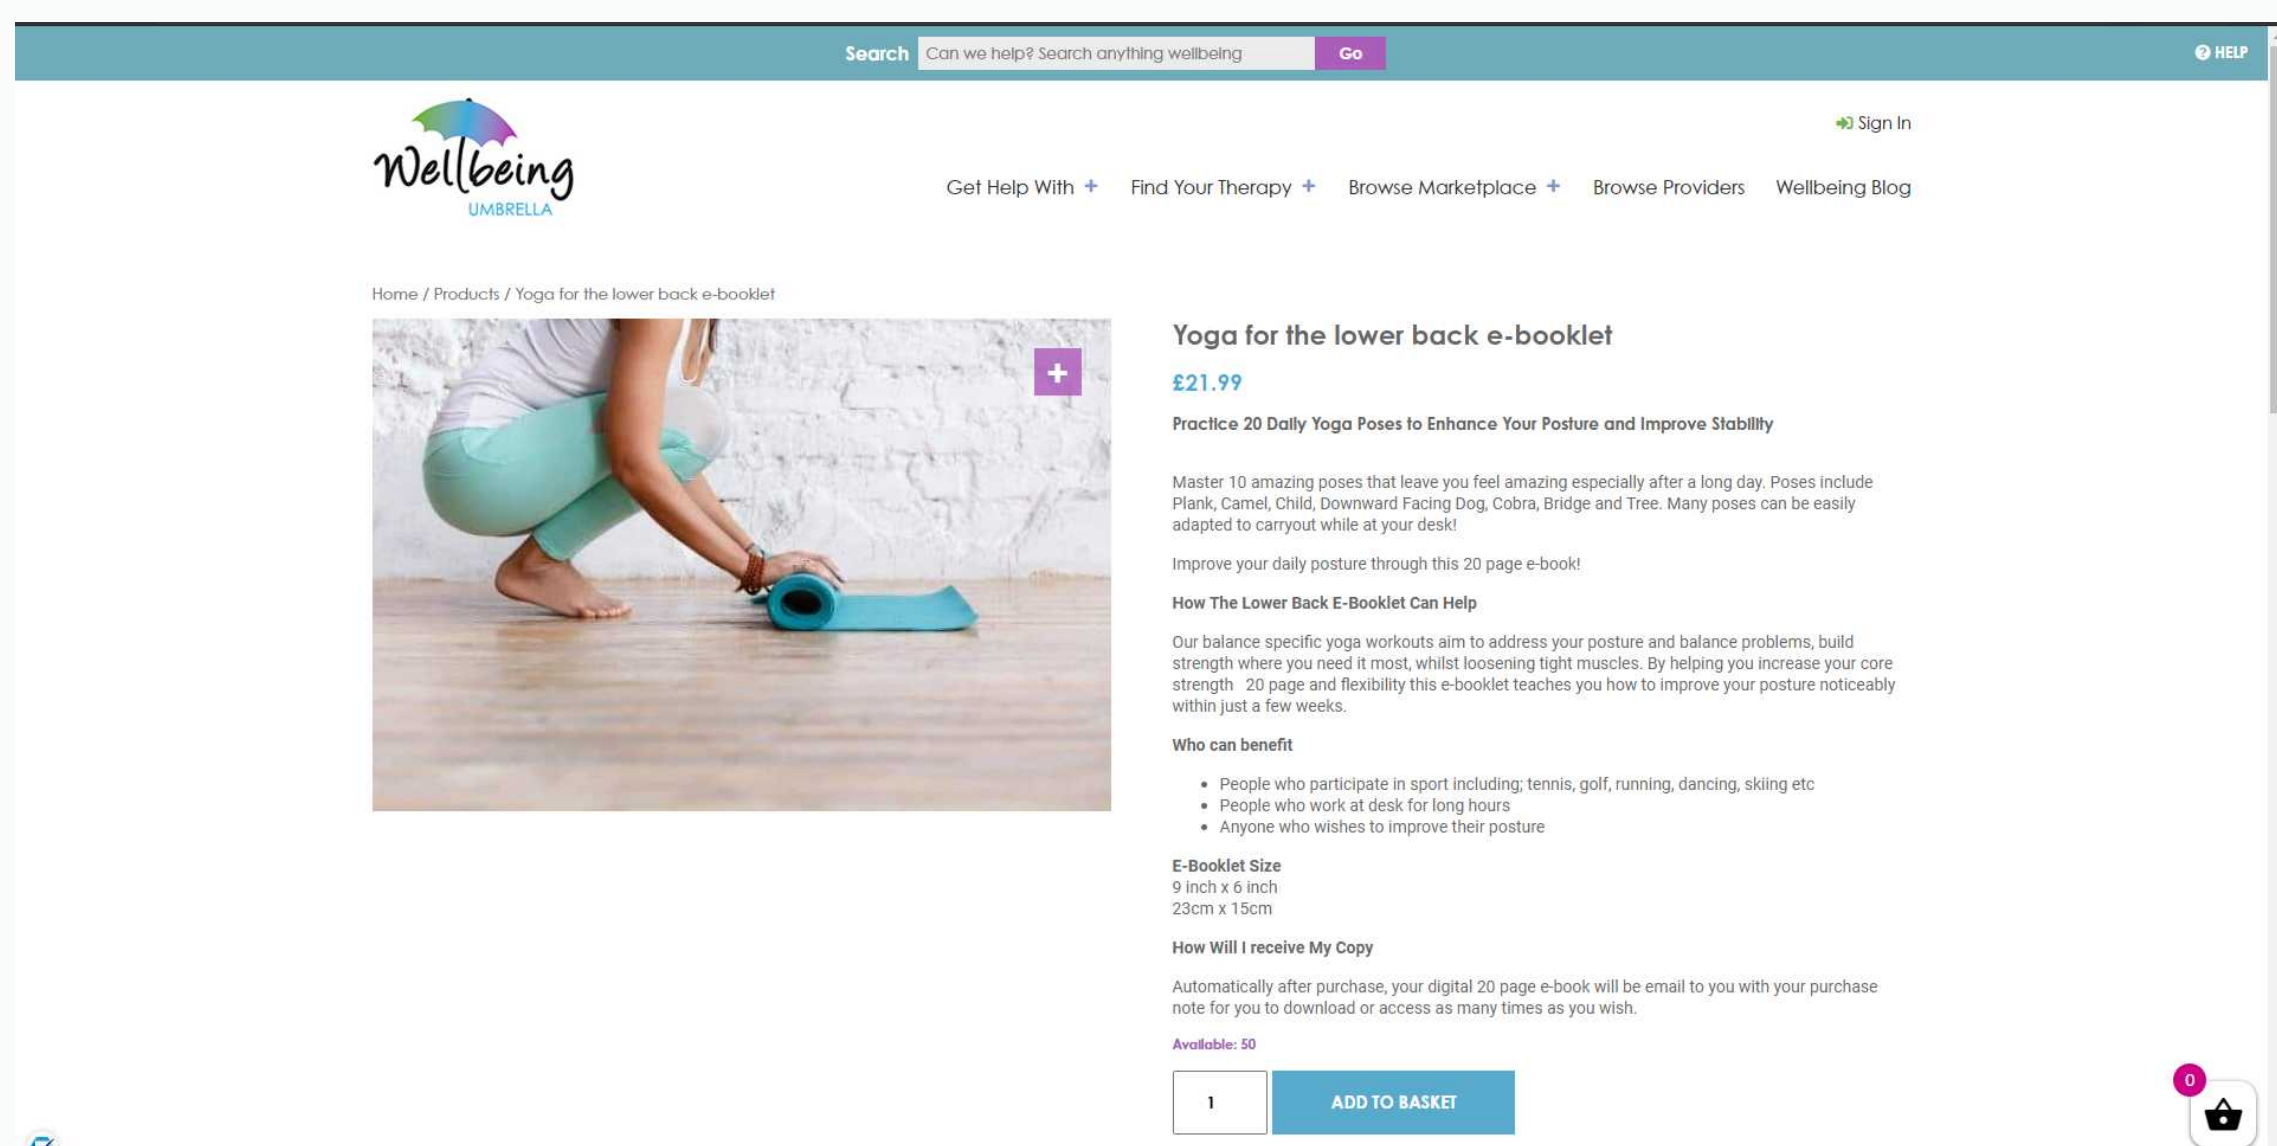 Search Can we help? Search anything wellbeing Go
HELP
Wellbeing
UMBRELLA
Sign In
Get Help With + Find Your Therapy + Browse Marketplace + Browse Providers Wellbeing Blog
Home / Products / Yoga for the lower back e-booklet
+
Yoga for the lower back e-booklet
£21.99
Practice 20 Daily Yoga Poses to Enhance Your Posture and Improve Stability
Master 10 amazing poses that leave you feel amazing especially after a long day. Poses include
Plank, Camel, Child, Downward Facing Dog, Cobra, Bridge and Tree. Many poses can be easily
adapted to carryout while at your desk!
Improve your daily posture through this 20 page e-book!
How The Lower Back E-Booklet Can Help
Our balance specific yoga workouts aim to address your posture and balance problems, build
strength where you need it most, whilst loosening tight muscles. By helping you increase your core
strength 20 page and flexibility this e-booklet teaches you how to improve your posture noticeably
within just a few weeks.
Who can benefit
• People who participate in sport including; tennis, golf, running, dancing, skiing etc
• People who work at desk for long hours
• Anyone who wishes to improve their posture
E-Booklet Size
9 inch x 6 inch
23cm x 15cm
How Will I receive My Copy
Automatically after purchase, your digital 20 page e-book will be email to you with your purchase
note for you to download or access as many times as you wish.
Available: 50
1 ADD TO BASKET
0